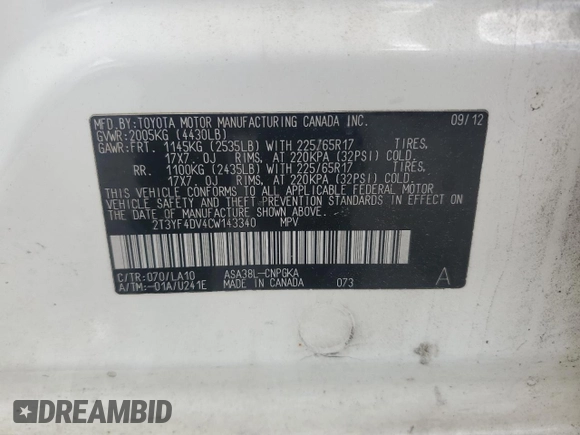 MFD.BY:TOYOTA MOTOR MANUFACTURING CANADA INC. 09/12
GVWR:2005KG (4430LB)
GAWR:FRT. 1145KG (2535LB) WITH 225/65R17 TIRES,
17X7.0J RIMS, AT 220KPA (32PSI) COLD.
RR. 1100KG (2435LB) WITH 225/65R17 TIRES,
17X7.0J RIMS, AT 220KPA (32PSI) COLD.
THIS VEHICLE CONFORMS TO ALL APPLICABLE FEDERAL MOTOR
VEHICLE SAFETY AND THEFT PREVENTION STANDARDS IN EFFECT
ON THE DATE OF MANUFACTURE SHOWN ABOVE.
2T3YF4DV4CW143340 MPV
C/TR:070/LA10 ASA38L-CNPGKA
A/TM:-01A/U241E MADE IN CANADA 073 A
DREAMBID